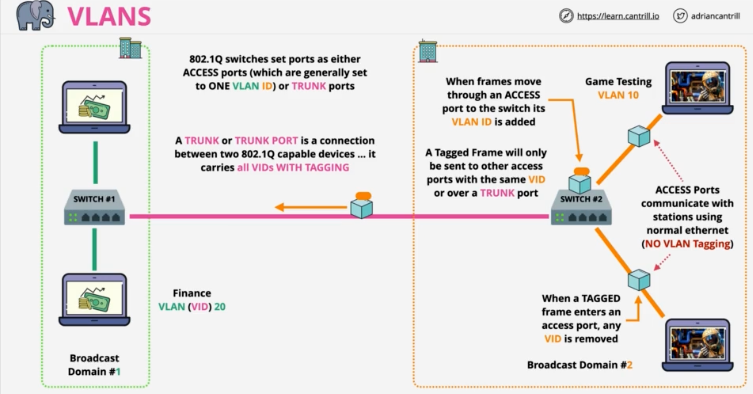 VLANS
https://learn.cantrill.io
adriancantrill
802.1Q switches set ports as either
ACCESS ports (which are generally set
to ONE VLAN ID) or TRUNK ports
A TRUNK or TRUNK PORT is a connection
between two 802.1Q capable devices ... it
carries all VIDs WITH TAGGING
When frames move
through an ACCESS
port to the switch its
VLAN ID is added
A Tagged Frame will only
be sent to other access
ports with the same VID
or over a TRUNK port
Game Testing
VLAN 10
SWITCH #1
SWITCH #2
ACCESS Ports
communicate with
stations using
normal ethernet
(NO VLAN Tagging)
Finance
VLAN (VID) 20
When a TAGGED
frame enters an
access port, any
VID is removed
Broadcast
Domain #1
Broadcast Domain #2